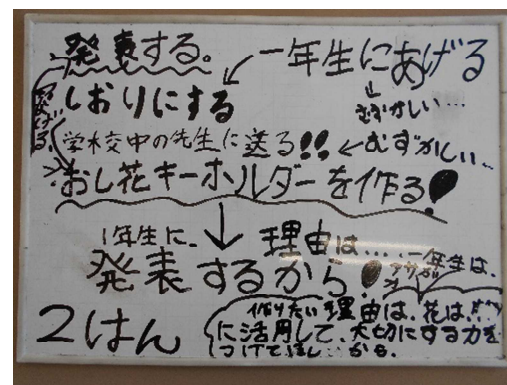 発表する。
一年生にあげる
しおりにする
むずかしい…
学校中の先生に送る!!
むずかしい…
おし花キーホルダーを作る!
1年生に、
理由は....
発表するから!
一年生は、
アサガオ
2はん
作りたい理由は、花は、
に活用して、大切にする力を
つけてほし
から。